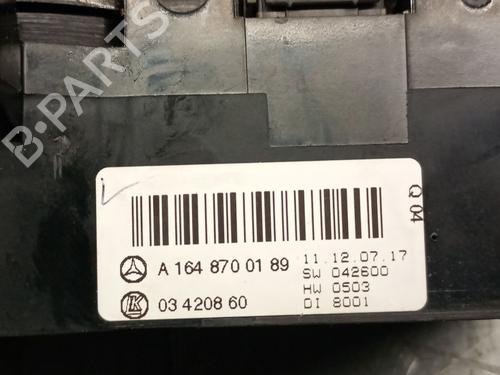 B-PARTS
Q 04
A 164 870 01 89
11.12.07.17
SW 042600
HW 0503
DI 8001
LK
03 4208 60